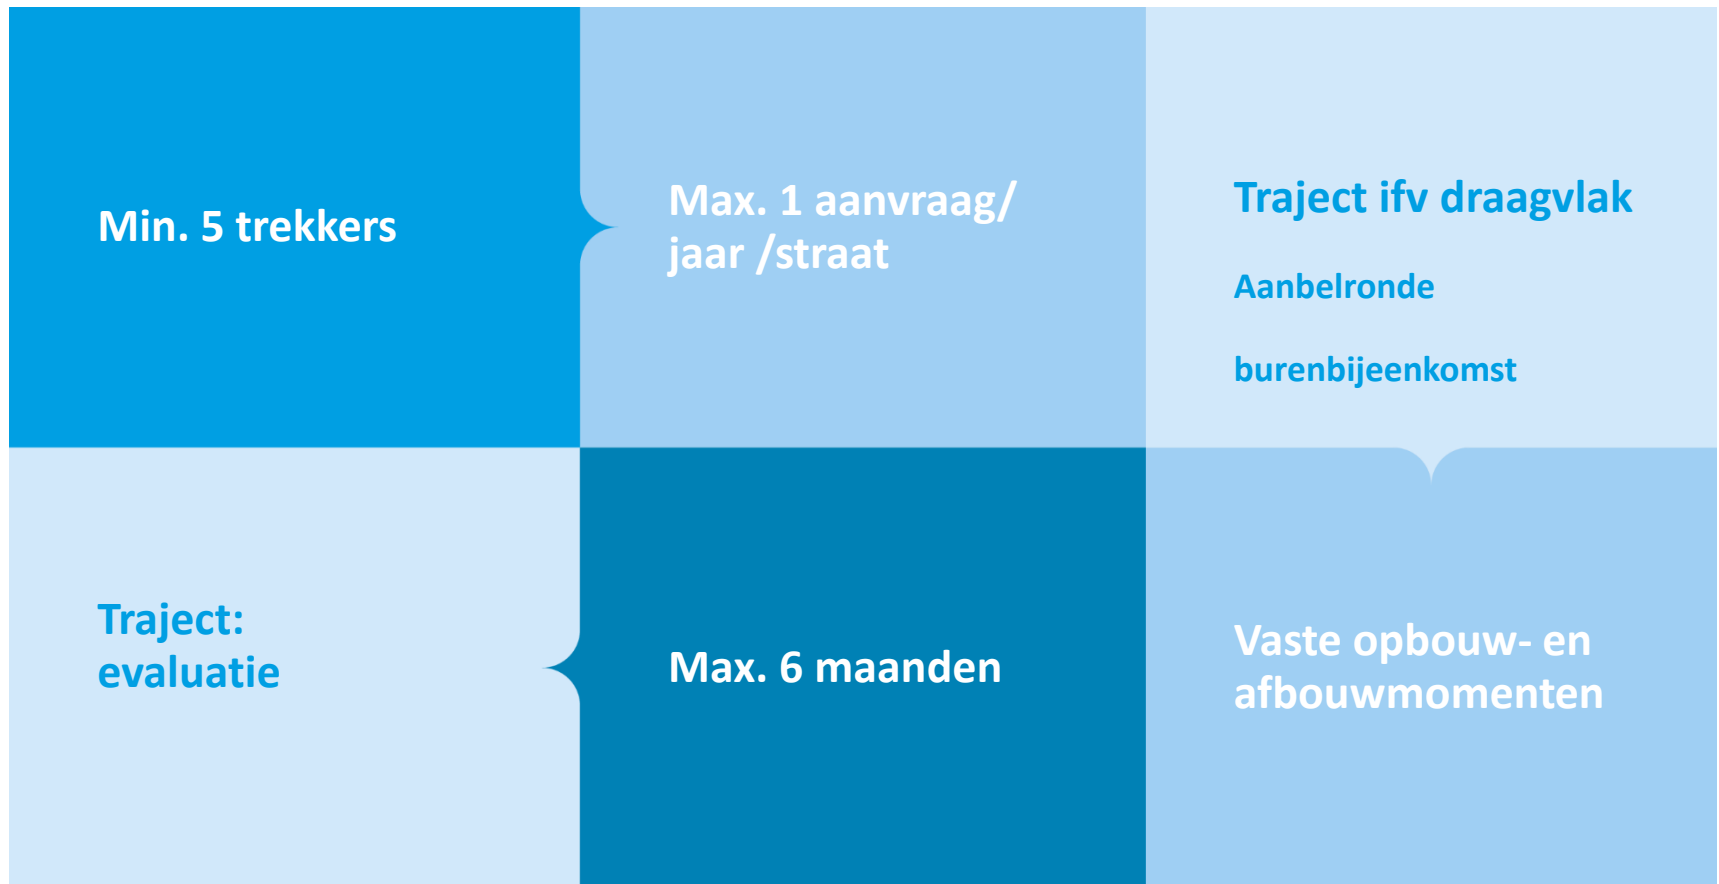 Min. 5 trekkers
Max. 1 aanvraag/
jaar /straat
Traject ifv draagvlak
Aanbelronde
burenbijeenkomst
Traject:
evaluatie
Max. 6 maanden
Vaste opbouw- en
afbouwmomenten